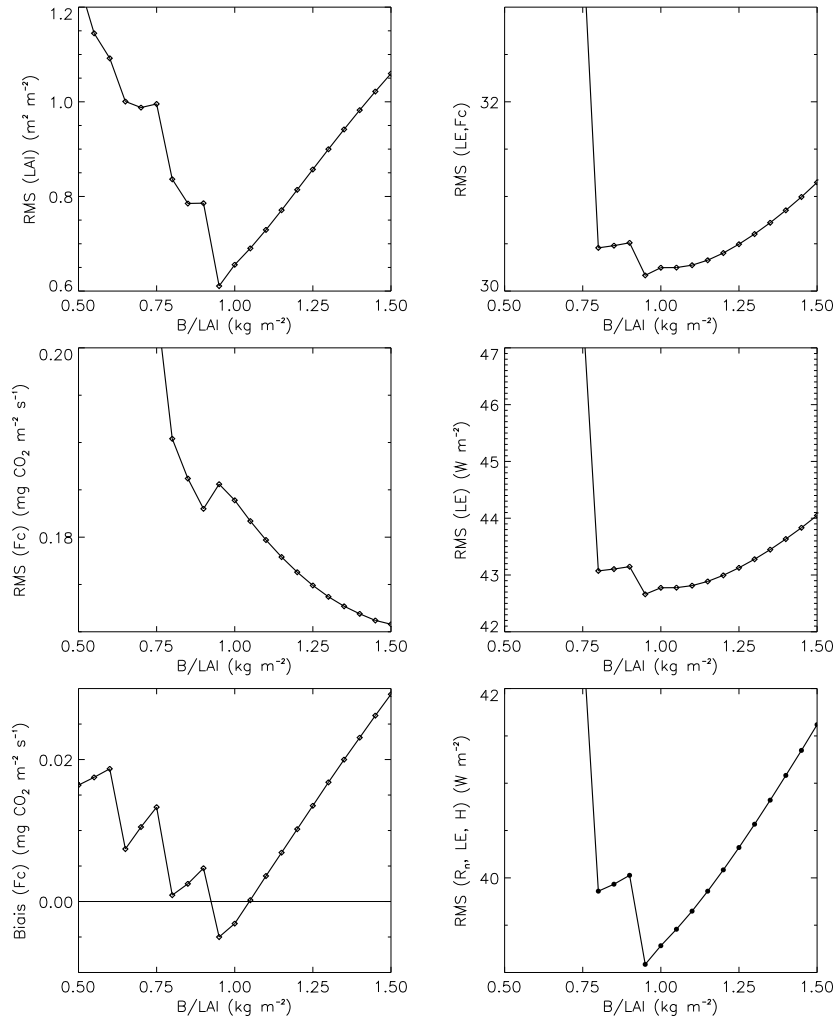 1.2
1.0
0.8
0.6
RMS (LAI) (m² m⁻²)
0.50 0.75 1.00 1.25 1.50
B/LAI (kg m⁻²)
32
30
RMS (LE,Fc)
0.50 0.75 1.00 1.25 1.50
B/LAI (kg m⁻²)
0.20
0.18
RMS (Fc) (mg CO₂ m⁻² s⁻¹)
0.50 0.75 1.00 1.25 1.50
B/LAI (kg m⁻²)
47
46
45
44
43
42
RMS (LE) (W m⁻²)
0.50 0.75 1.00 1.25 1.50
B/LAI (kg m⁻²)
0.02
0.00
Biais (Fc) (mg CO₂ m⁻² s⁻¹)
0.50 0.75 1.00 1.25 1.50
B/LAI (kg m⁻²)
42
40
RMS (Rₙ, LE, H) (W m⁻²)
0.50 0.75 1.00 1.25 1.50
B/LAI (kg m⁻²)